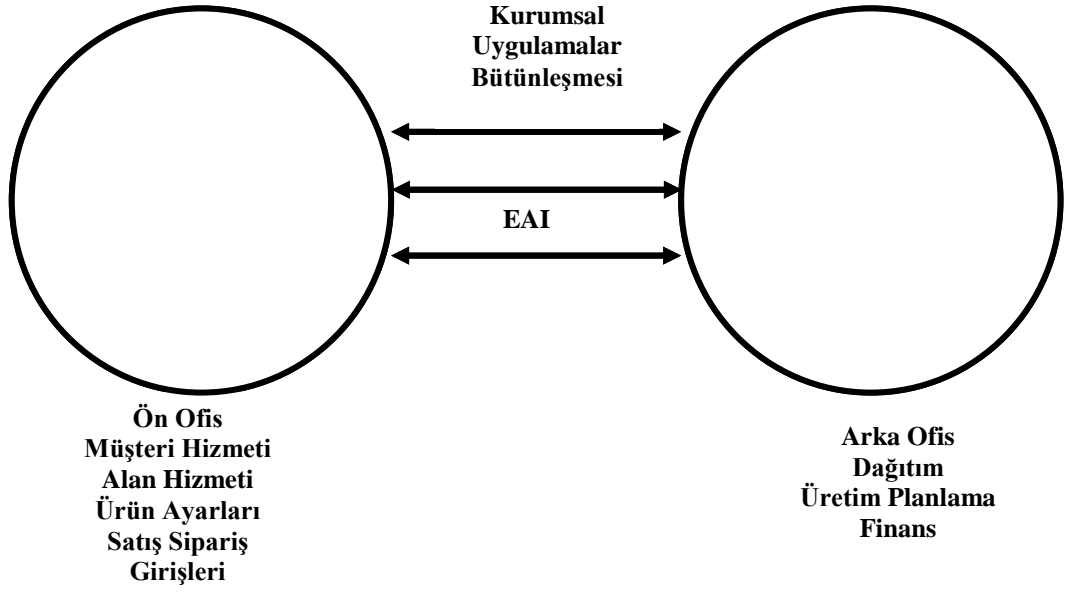 Kurumsal
Uygulamalar
Bütünleşmesi
EAI
Ön Ofis
Müşteri Hizmeti
Alan Hizmeti
Ürün Ayarları
Satış Sipariş
Girişleri
Arka Ofis
Dağıtım
Üretim Planlama
Finans